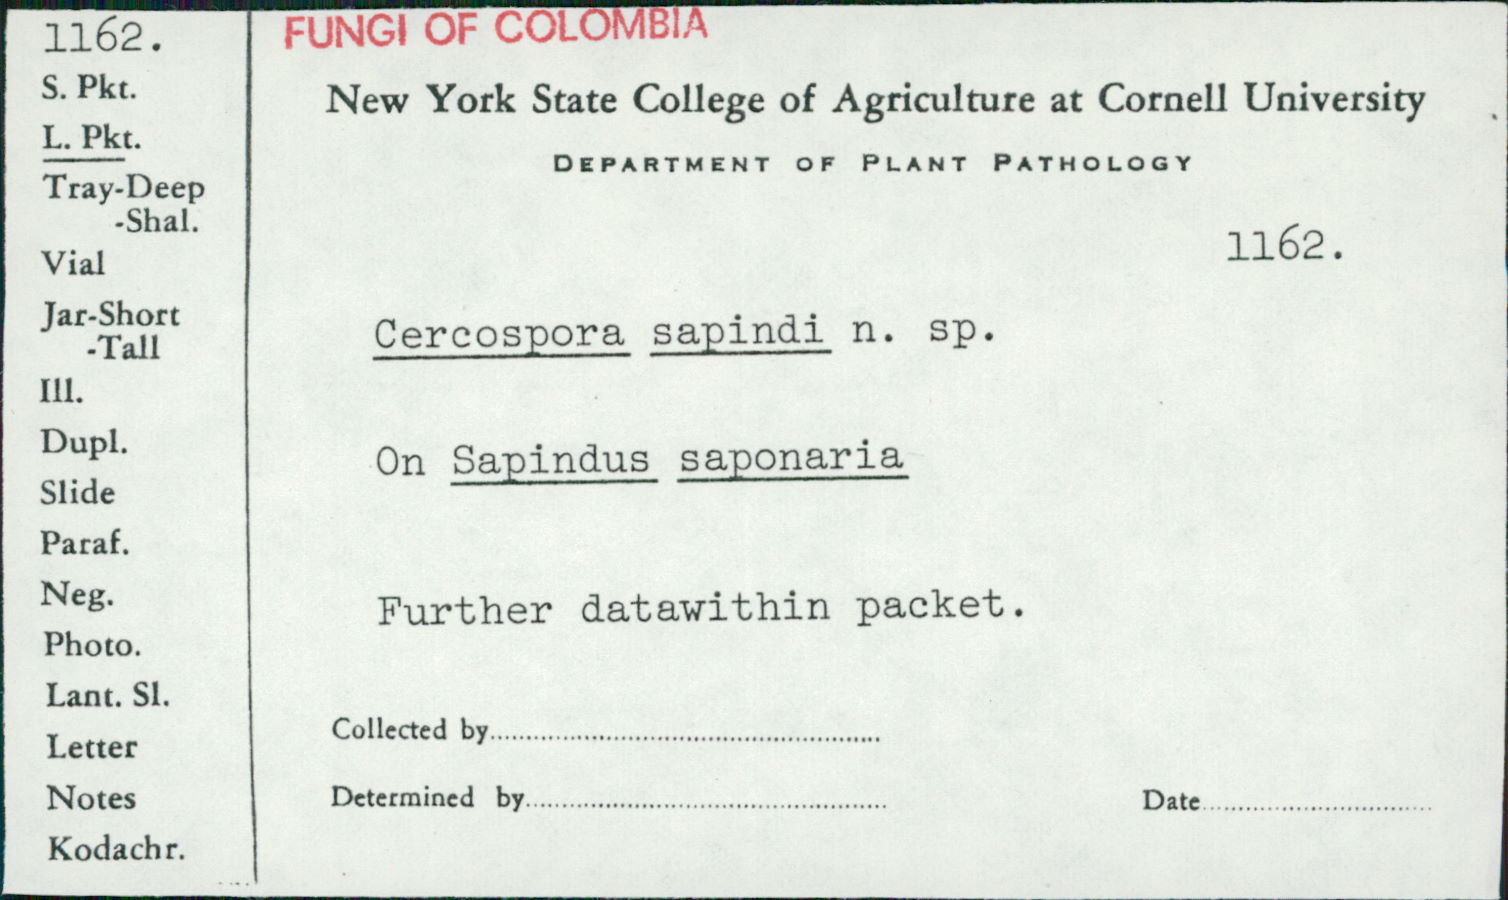 1162.
S. Pkt.
L. Pkt.
Tray-Deep
-Shal.
Vial
Jar-Short
-Tall
Ill.
Dupl.
Slide
Paraf.
Neg.
Photo.
Lant. Sl.
Letter
Notes
Kodachr.
FUNGI OF COLOMBIA
New York State College of Agriculture at Cornell University
DEPARTMENT OF PLANT PATHOLOGY
1162.
Cercospora sapindi n. sp.
On Sapindus saponaria
Further datawithin packet.
Collected by
Determined by
Date